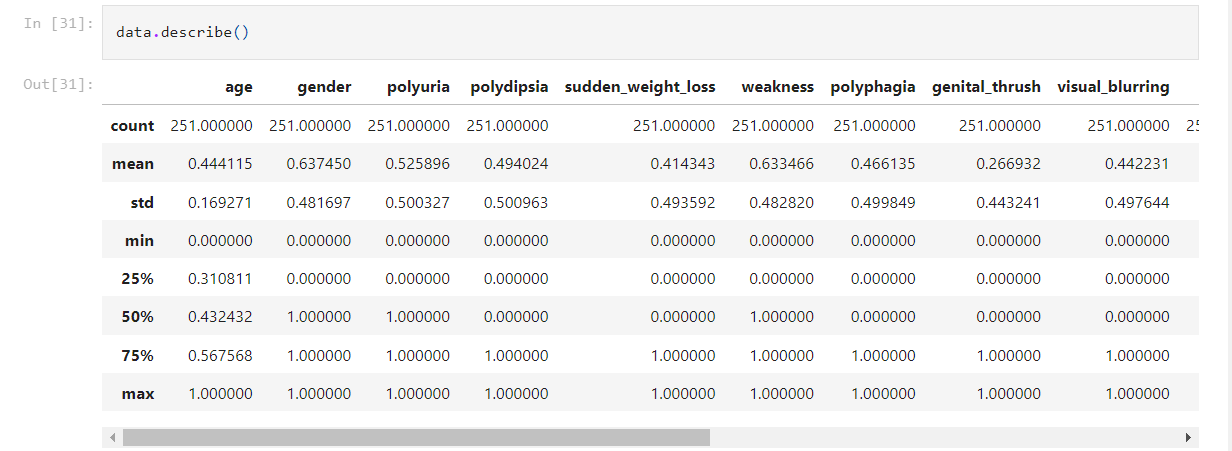 In [31]:
data.describe()
Out[31]:
age gender polyuria polydipsia sudden_weight_loss weakness polyphagia genital_thrush visual_blurring
count 251.000000 251.000000 251.000000 251.000000 251.000000 251.000000 251.000000 251.000000 251.000000 25
mean 0.444115 0.637450 0.525896 0.494024 0.414343 0.633466 0.466135 0.266932 0.442231
std 0.169271 0.481697 0.500327 0.500963 0.493592 0.482820 0.499849 0.443241 0.497644
min 0.000000 0.000000 0.000000 0.000000 0.000000 0.000000 0.000000 0.000000 0.000000
25% 0.310811 0.000000 0.000000 0.000000 0.000000 0.000000 0.000000 0.000000 0.000000
50% 0.432432 1.000000 1.000000 0.000000 0.000000 1.000000 0.000000 0.000000 0.000000
75% 0.567568 1.000000 1.000000 1.000000 1.000000 1.000000 1.000000 1.000000 1.000000
max 1.000000 1.000000 1.000000 1.000000 1.000000 1.000000 1.000000 1.000000 1.000000